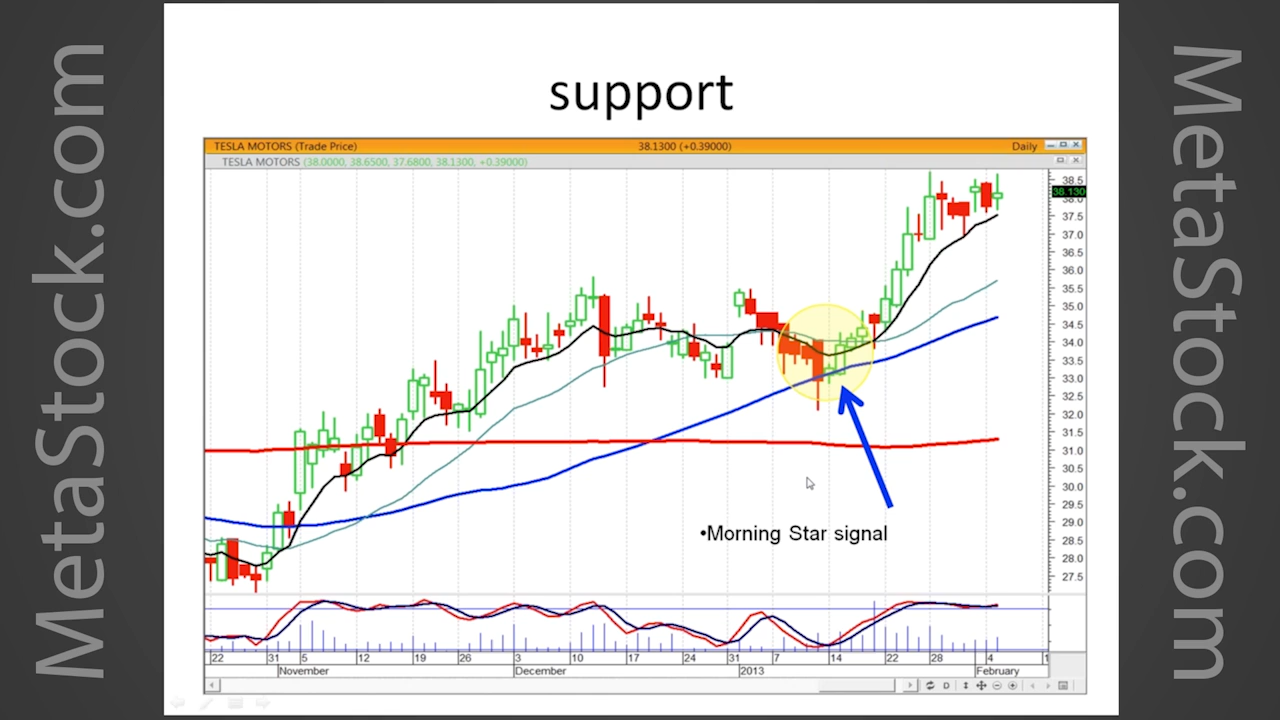 MetaStock.com
support
TESLA MOTORS (Trade Price) 38.1300 (+0.39000) Daily
TESLA MOTORS (38.0000, 38.6500, 37.6800, 38.1300, +0.39000)
38.5
38.130
38.0
37.5
37.0
36.5
36.0
35.5
35.0
34.5
34.0
33.5
33.0
32.5
32.0
31.5
31.0
30.5
30.0
29.5
29.0
28.5
28.0
27.5
•Morning Star signal
22 31 5 12 19 26 3 10 17 24 31 7 14 22 28 4 1
November December 2013 February
D
MetaStock.com